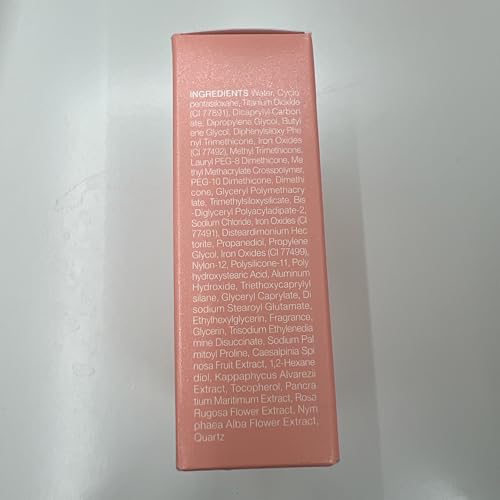 INGREDIENTS Water, Cyclo
pentasiloxane, Titanium Dioxide
(CI 77891), Dicaprylyl Carbon
ate, Dipropylene Glycol, Butyl
ene Glycol, Diphenylsiloxy Phe
nyl Trimethicone, Iron Oxides
(CI 77492), Methyl Trimethicone,
Lauryl PEG-8 Dimethicone, Me
thyl Methacrylate Crosspolymer,
PEG-10 Dimethicone, Dimethi
cone, Glyceryl Polymethacry
late, Trimethylsiloxysilicate, Bis
-Diglyceryl Polyacyladipate-2,
Sodium Chloride, Iron Oxides (CI
77491), Disteardimonium Hec
torite, Propanediol, Propylene
Glycol, Iron Oxides (CI 77499),
Nylon-12, Polysilicone-11, Poly
hydroxystearic Acid, Aluminum
Hydroxide, Triethoxycaprylyl
silane, Glyceryl Caprylate, Di
sodium Stearoyl Glutamate,
Ethylhexylglycerin, Fragrance,
Glycerin, Trisodium Ethylenedia
mine Disuccinate, Sodium Pal
mitoyl Proline, Caesalpinia Spi
nosa Fruit Extract, 1,2-Hexane
diol, Kappaphycus Alvarezii
Extract, Tocopherol, Pancra
tium Maritimum Extract, Rosa
Rugosa Flower Extract, Nym
phaea Alba Flower Extract,
Quartz